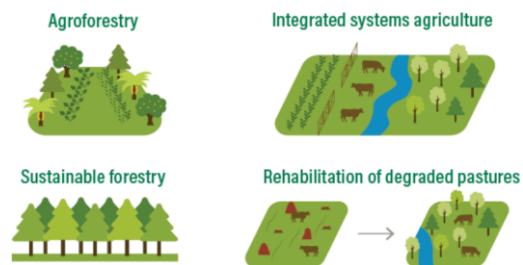 Agroforestry
Integrated systems agriculture
Sustainable forestry
Rehabilitation of degraded pastures